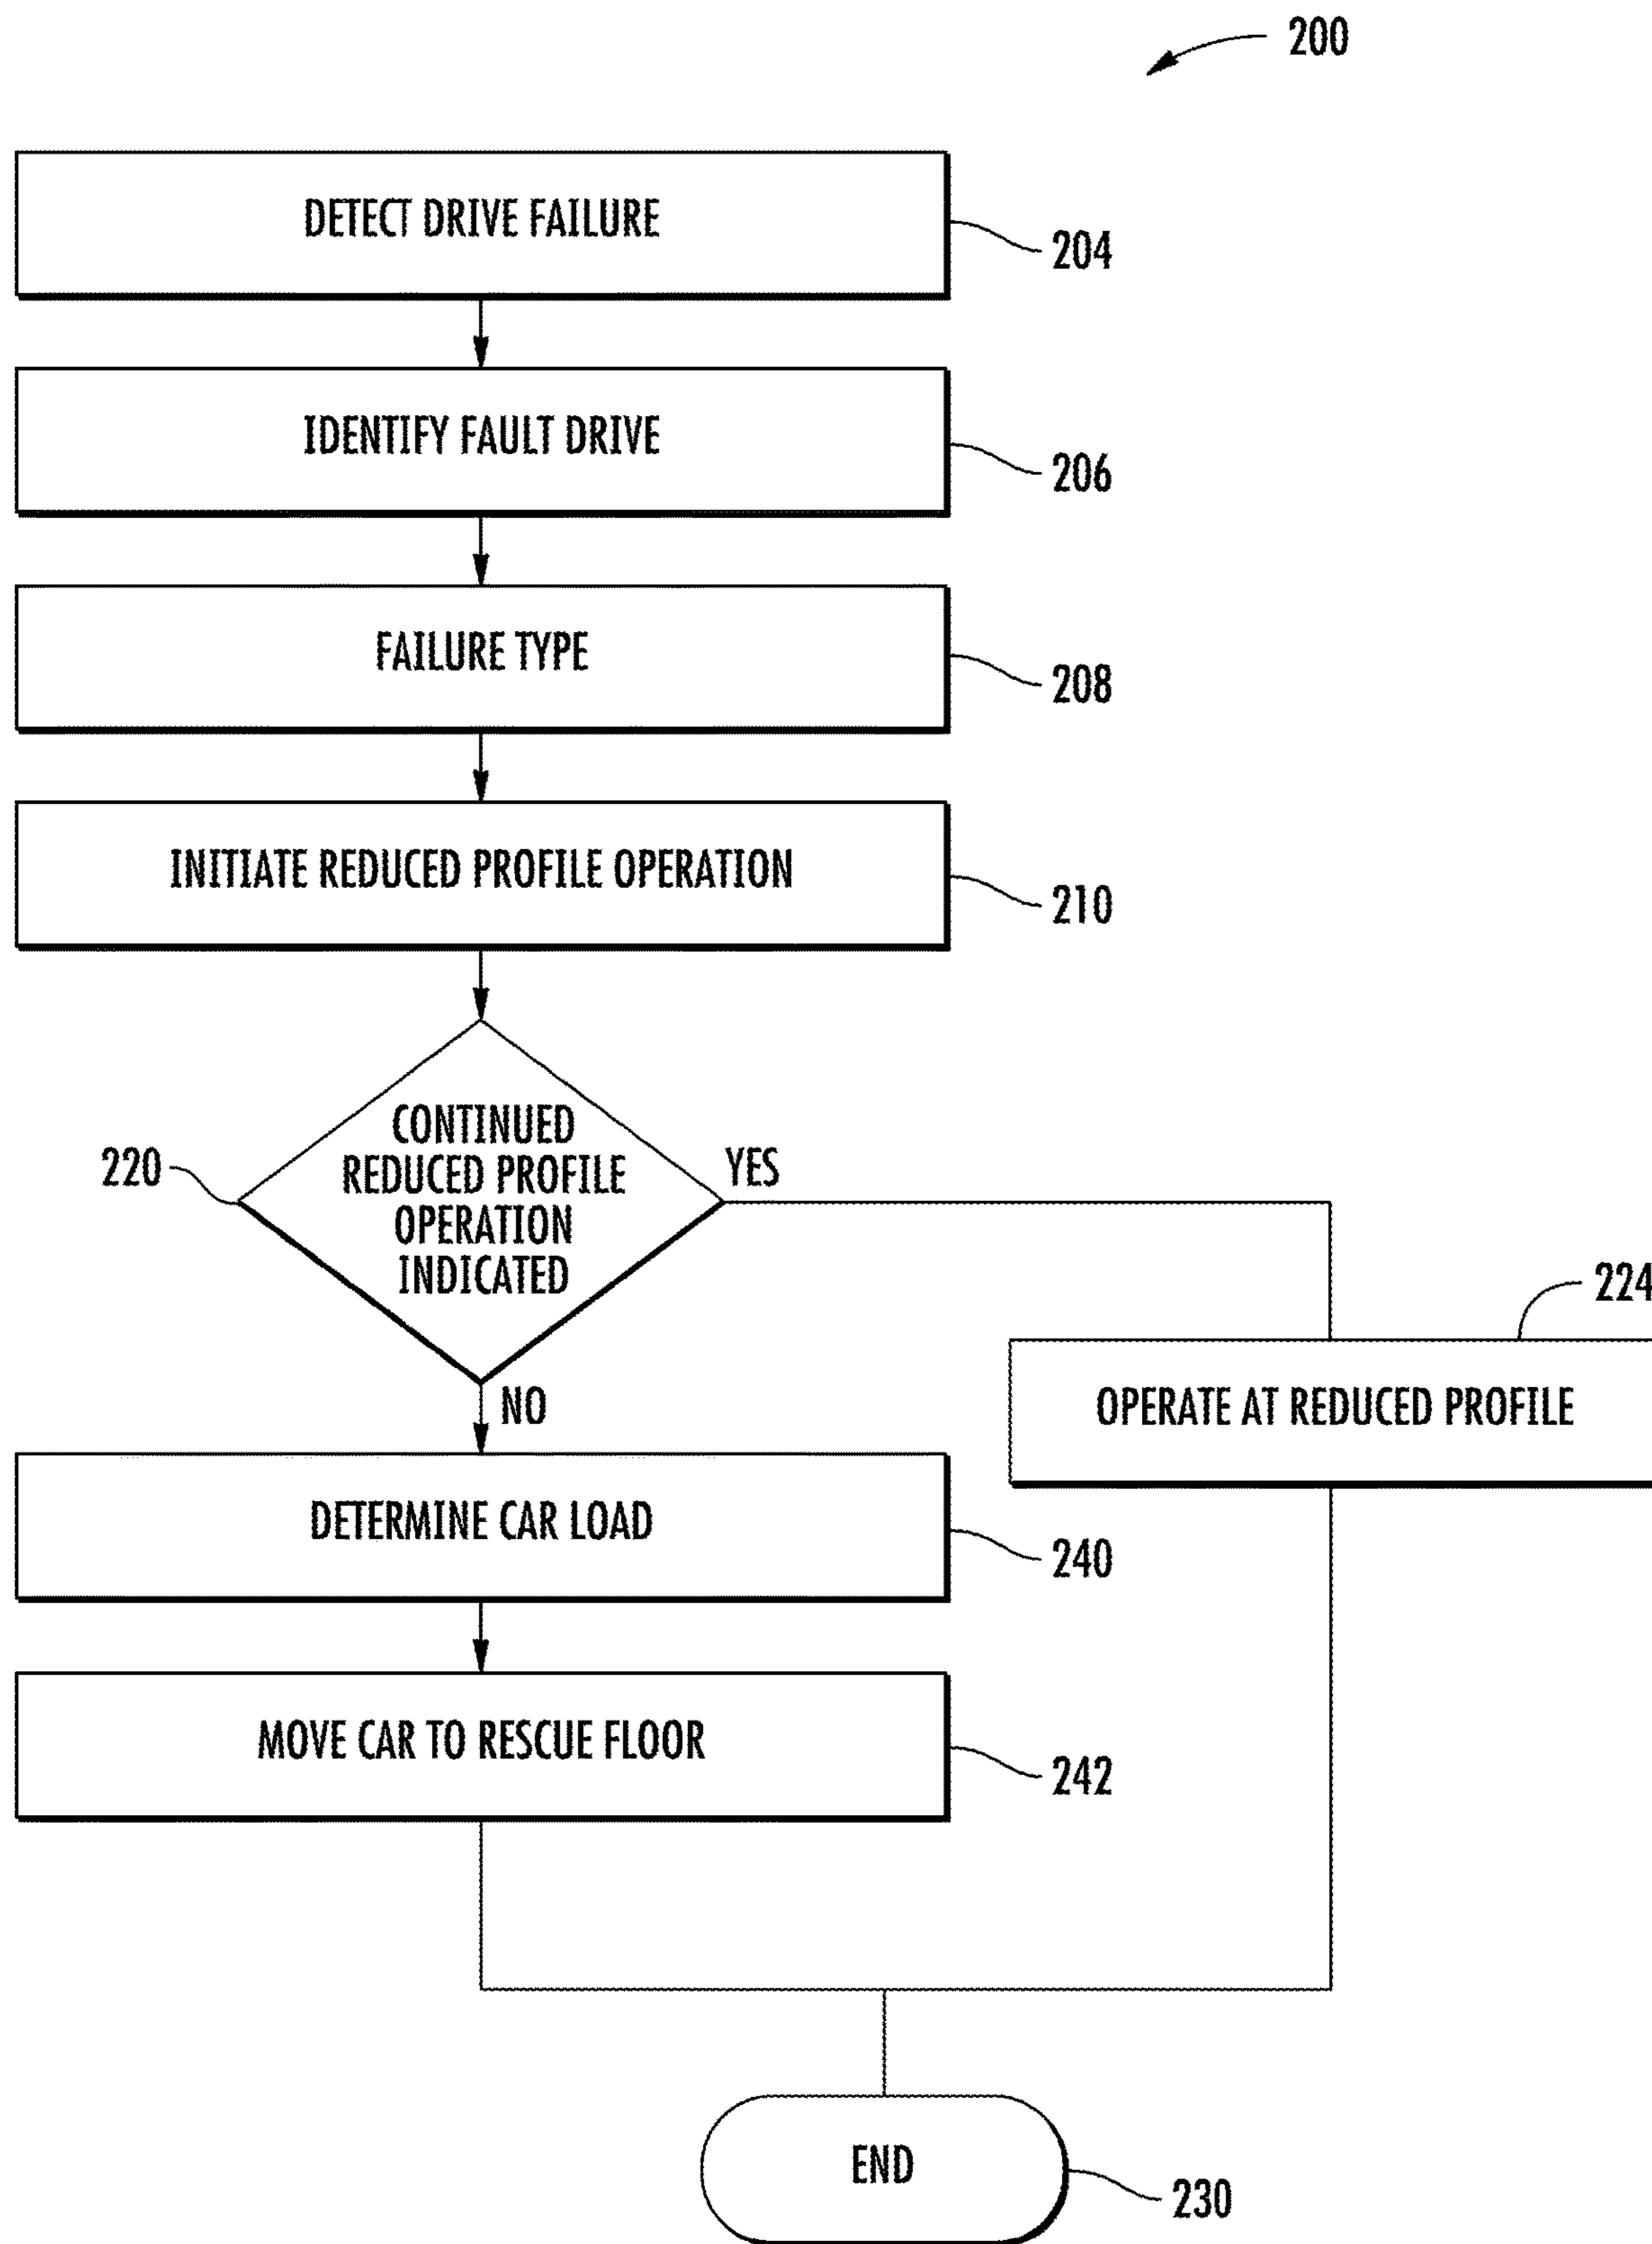 200
DETECT DRIVE FAILURE
204
IDENTIFY FAULT DRIVE
206
FAILURE TYPE
208
INITIATE REDUCED PROFILE OPERATION
210
CONTINUED
REDUCED PROFILE
OPERATION
INDICATED
220
YES
224
OPERATE AT REDUCED PROFILE
NO
DETERMINE CAR LOAD
240
MOVE CAR TO RESCUE FLOOR
242
END
230